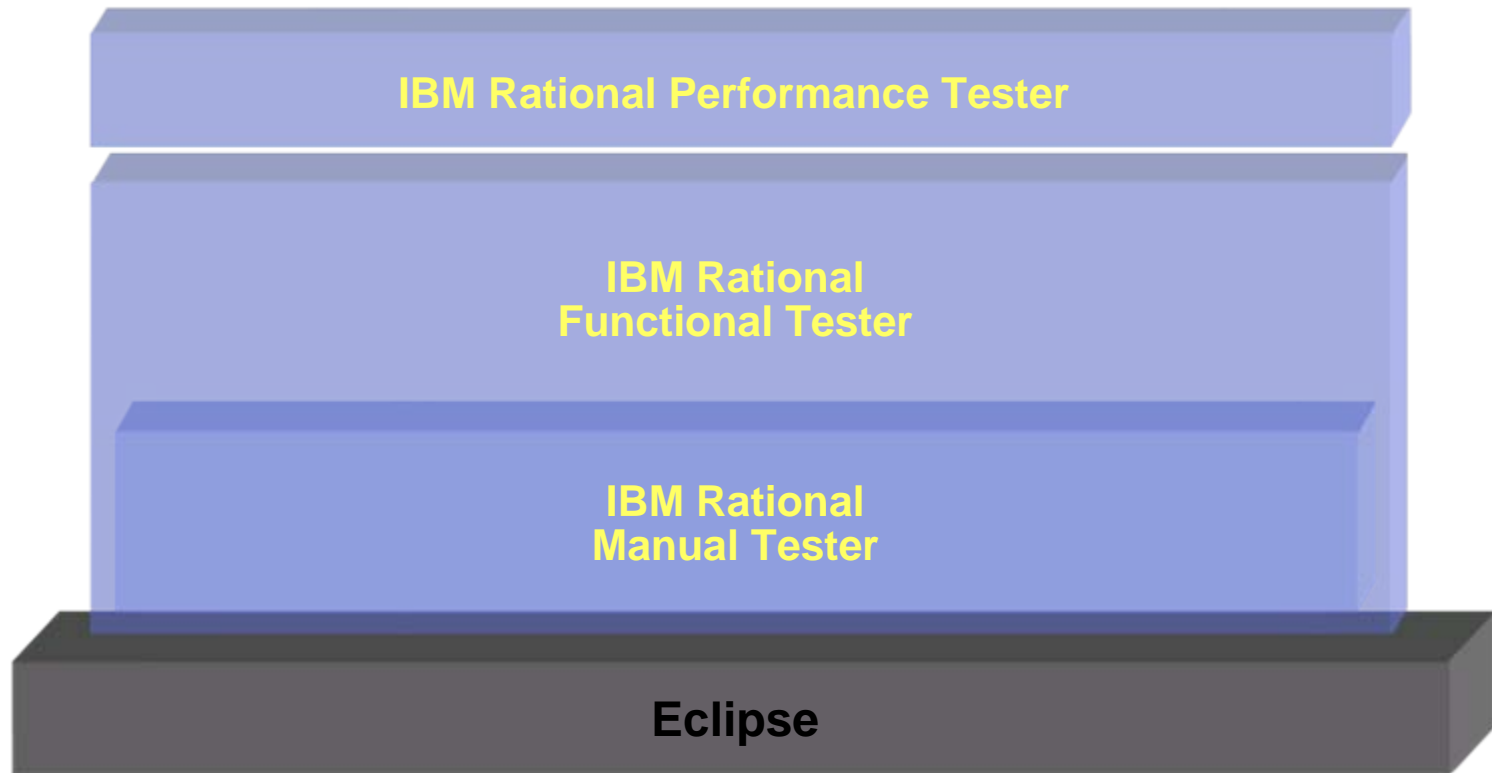 IBM Rational Performance Tester
IBM Rational
Functional Tester
IBM Rational
Manual Tester
Eclipse